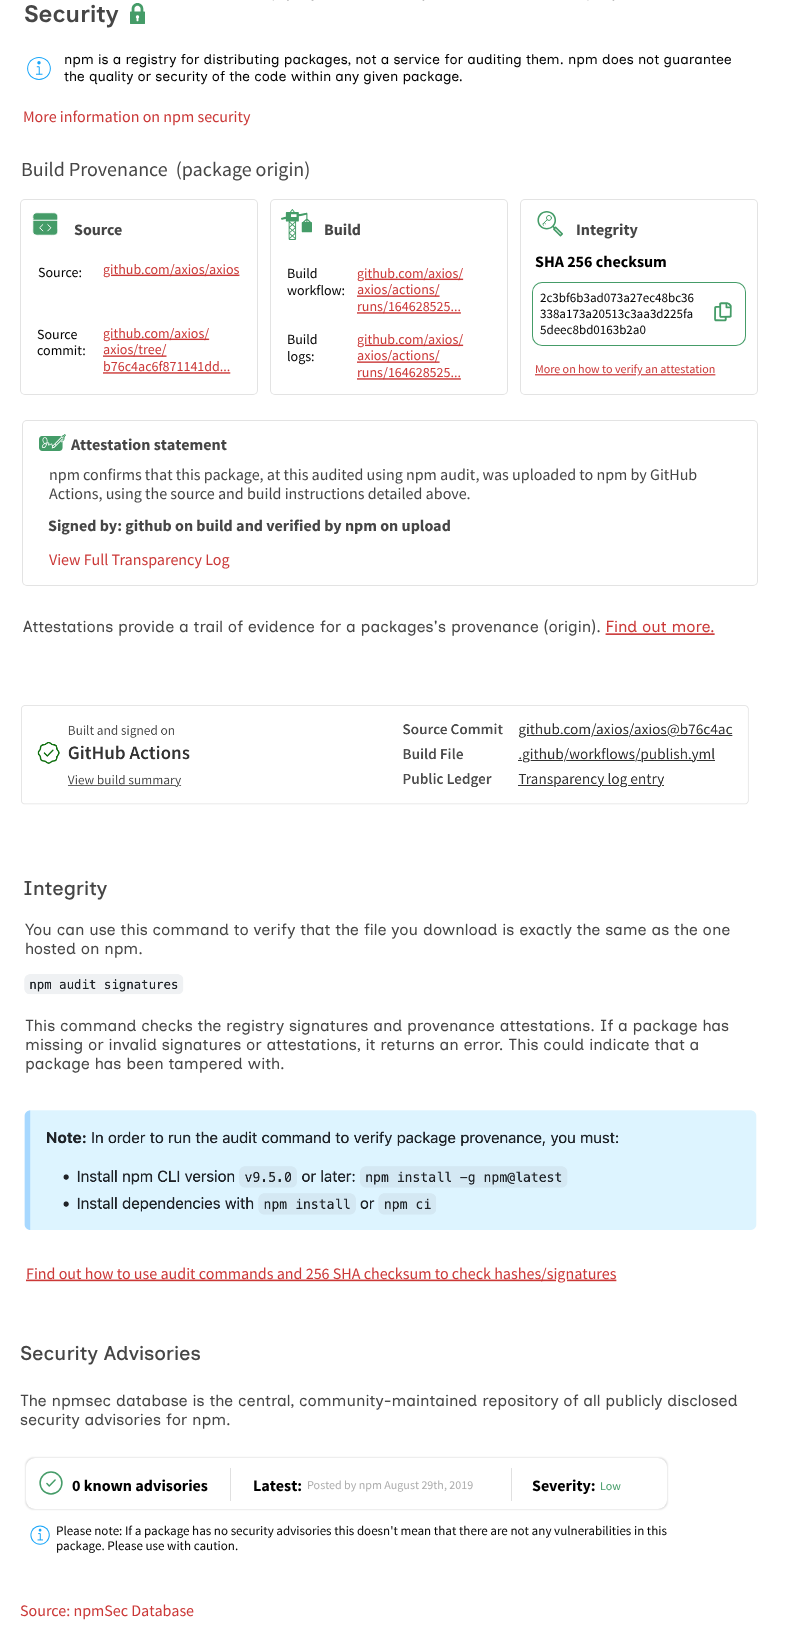 Security
npm is a registry for distributing packages, not a service for auditing them. npm does not guarantee
the quality or security of the code within any given package.
More information on npm security
Build Provenance (package origin)
Source
Source: github.com/axios/axios
Source commit: github.com/axios/
axios/tree/
b76c4ac6f871141dd...
Build
Build workflow: github.com/axios/
axios/actions/
runs/164628525...
Build logs: github.com/axios/
axios/actions/
runs/164628525...
Integrity
SHA 256 checksum
2c3bf6b3ad073a27ec48bc36
338a173a20513c3aa3d225fa
5deec8bd0163b2a0
More on how to verify an attestation
Attestation statement
npm confirms that this package, at this audited using npm audit, was uploaded to npm by GitHub
Actions, using the source and build instructions detailed above.
Signed by: github on build and verified by npm on upload
View Full Transparency Log
Attestations provide a trail of evidence for a packages's provenance (origin). Find out more.
Built and signed on
GitHub Actions
View build summary
Source Commit github.com/axios/axios@b76c4ac
Build File .github/workflows/publish.yml
Public Ledger Transparency log entry
Integrity
You can use this command to verify that the file you download is exactly the same as the one
hosted on npm.
npm audit signatures
This command checks the registry signatures and provenance attestations. If a package has
missing or invalid signatures or attestations, it returns an error. This could indicate that a
package has been tampered with.
Note: In order to run the audit command to verify package provenance, you must:
• Install npm CLI version v9.5.0 or later: npm install -g npm@latest
• Install dependencies with npm install or npm ci
Find out how to use audit commands and 256 SHA checksum to check hashes/signatures
Security Advisories
The npmsec database is the central, community-maintained repository of all publicly disclosed
security advisories for npm.
0 known advisories
Latest: Posted by npm August 29th, 2019
Severity: Low
Please note: If a package has no security advisories this doesn't mean that there are not any vulnerabilities in this
package. Please use with caution.
Source: npmSec Database